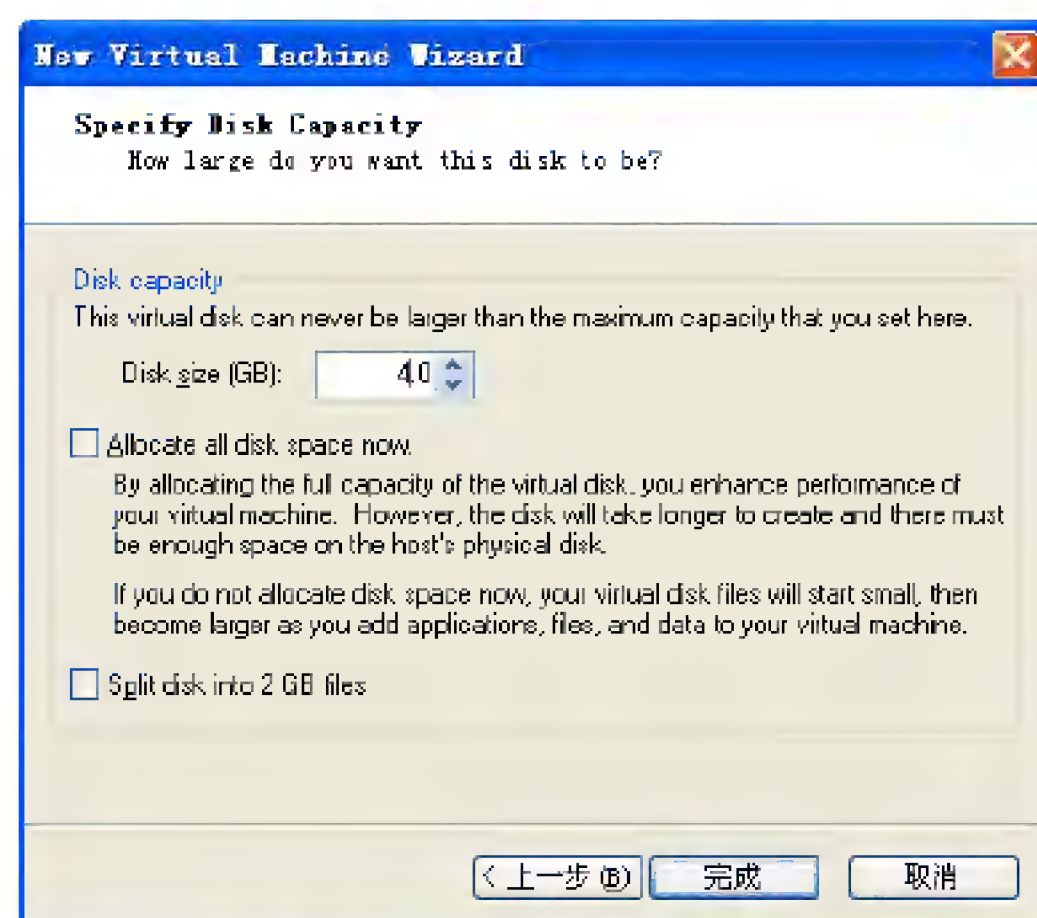 New Virtual Machine Wizard
Specify Disk Capacity
How large do you want this disk to be?
Disk capacity
This virtual disk can never be larger than the maximum capacity that you set here.
Disk size (GB): 4.0
Allocate all disk space now.
By allocating the full capacity of the virtual disk, you enhance performance of
your virtual machine. However, the disk will take longer to create and there must
be enough space on the host's physical disk.
If you do not allocate disk space now, your virtual disk files will start small, then
become larger as you add applications, files, and data to your virtual machine.
Split disk into 2 GB files
< 上一步(B) 完成 取消